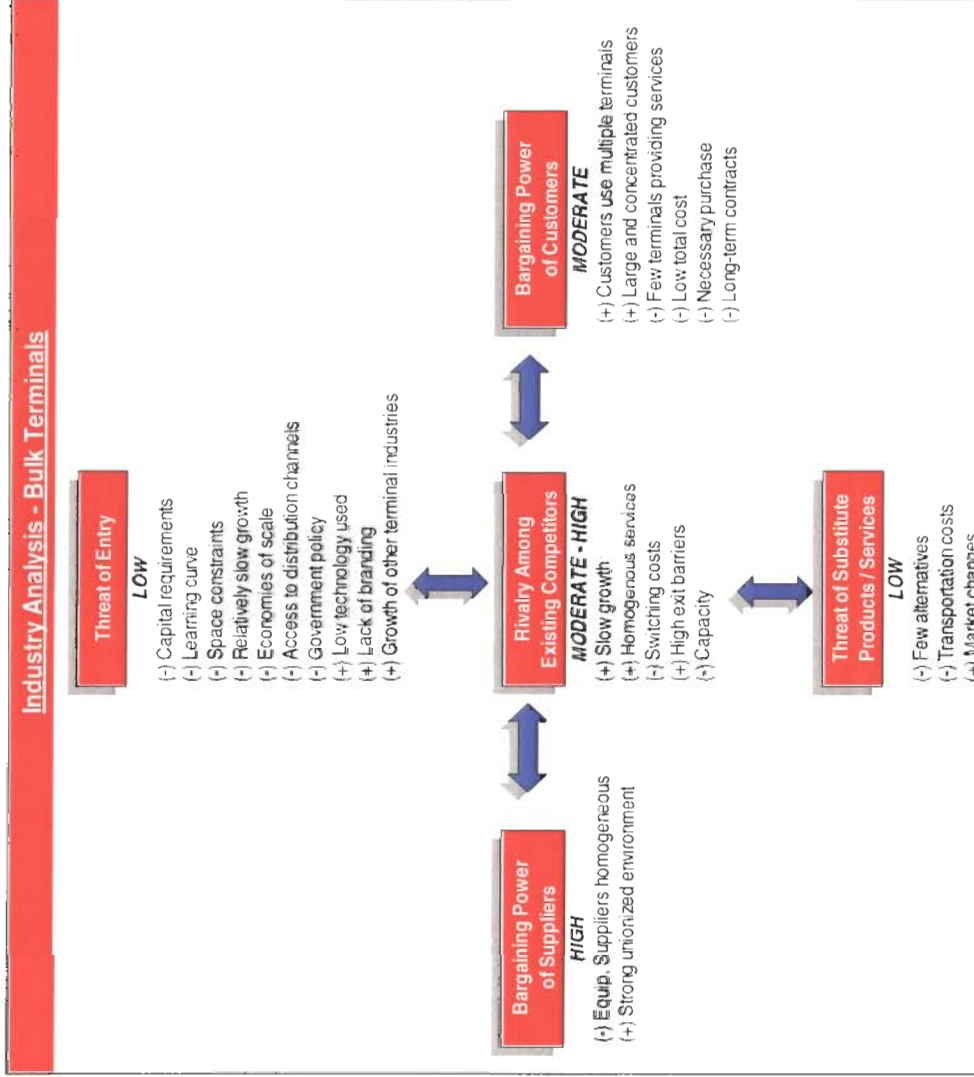 Industry Analysis - Bulk Terminals
Threat of Entry
LOW
(-) Capital requirements
(-) Learning curve
(-) Space constraints
(-) Relatively slow growth
(-) Economies of scale
(-) Access to distribution channels
(-) Government policy
(+) Low technology used
(+) Lack of branding
(+) Growth of other terminal industries
Bargaining Power
of Suppliers
HIGH
(-) Equip. Suppliers homogeneous
(+) Strong unionized environment
Rivalry Among
Existing Competitors
MODERATE - HIGH
(+) Slow growth
(+) Homogenous services
(-) Switching costs
(+) High exit barriers
(-) Capacity
Bargaining Power
of Customers
MODERATE
(+) Customers use multiple terminals
(+) Large and concentrated customers
(-) Few terminals providing services
(-) Low total cost
(-) Necessary purchase
(-) Long-term contracts
Threat of Substitute
Products / Services
LOW
(-) Few alternatives
(-) Transportation costs
(+) Market changes